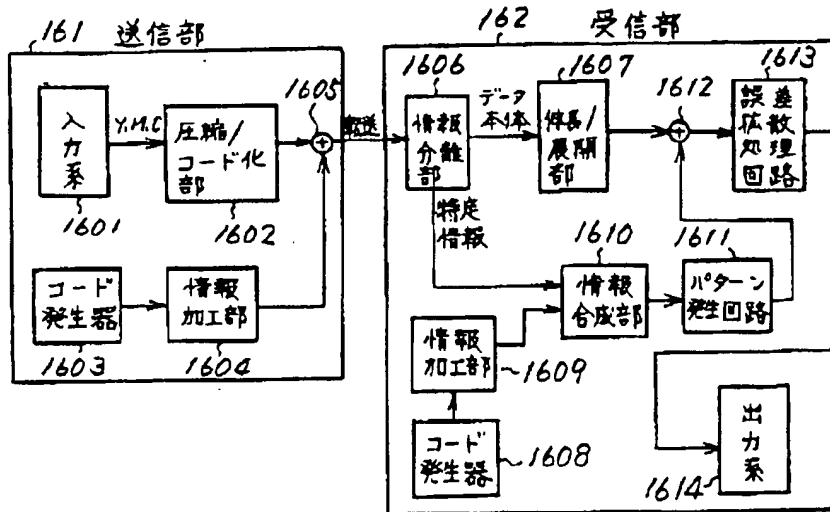 161
送信部
入力系
1601
Y.M.C
圧縮/
コード化
部
1602
1605
転送
コード
発生器
1603
情報
加工部
1604
162
受信部
1606
情報
分離
部
データ
本体
1607
伸長/
展開
部
1612
1613
誤差
拡散
処理
回路
特定
情報
1610
情報
合成部
1611
パターン
発生回路
情報
加工部
1609
コード
発生器
1608
出力系
1614